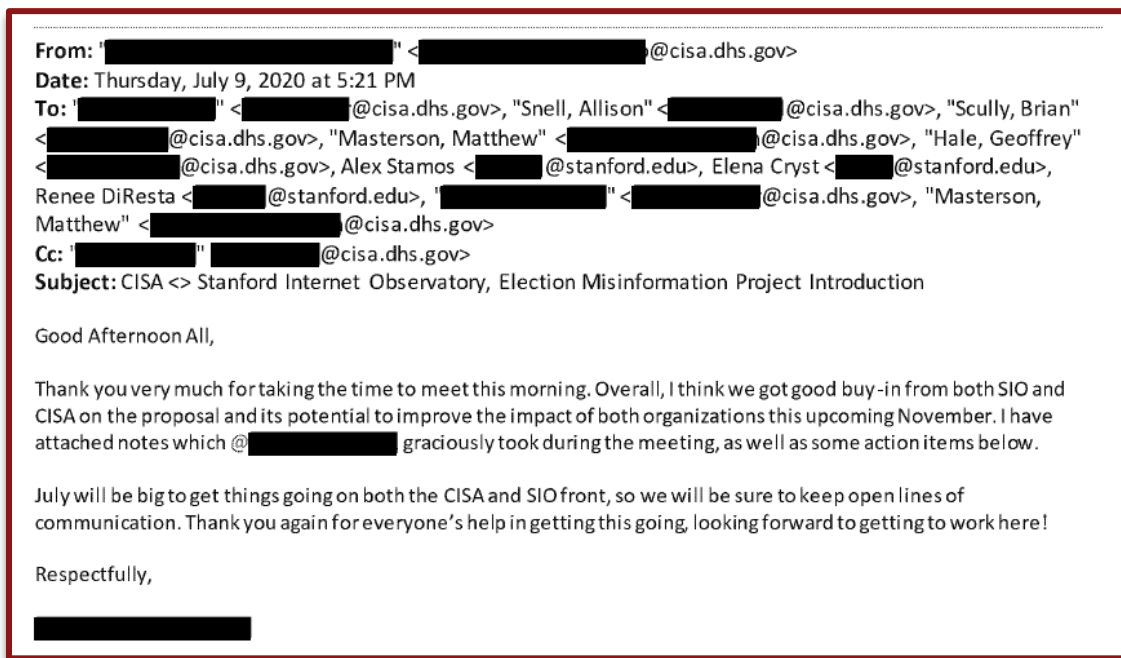 From: "" <@cisa.dhs.gov>
Date: Thursday, July 9, 2020 at 5:21 PM
To: "" <@cisa.dhs.gov>, "Snell, Allison" <@cisa.dhs.gov>, "Scully, Brian"
<@cisa.dhs.gov>, "Masterson, Matthew" <@cisa.dhs.gov>, "Hale, Geoffrey"
<@cisa.dhs.gov>, Alex Stamos <@stanford.edu>, Elena Cryst <@stanford.edu>,
Renee DiResta <@stanford.edu>, "" <@cisa.dhs.gov>, "Masterson,
Matthew" <@cisa.dhs.gov>
Cc: "" @cisa.dhs.gov>
Subject: CISA <> Stanford Internet Observatory, Election Misinformation Project Introduction
Good Afternoon All,
Thank you very much for taking the time to meet this morning. Overall, I think we got good buy-in from both SIO and
CISA on the proposal and its potential to improve the impact of both organizations this upcoming November. I have
attached notes which @ graciously took during the meeting, as well as some action items below.
July will be big to get things going on both the CISA and SIO front, so we will be sure to keep open lines of
communication. Thank you again for everyone's help in getting this going, looking forward to getting to work here!
Respectfully,